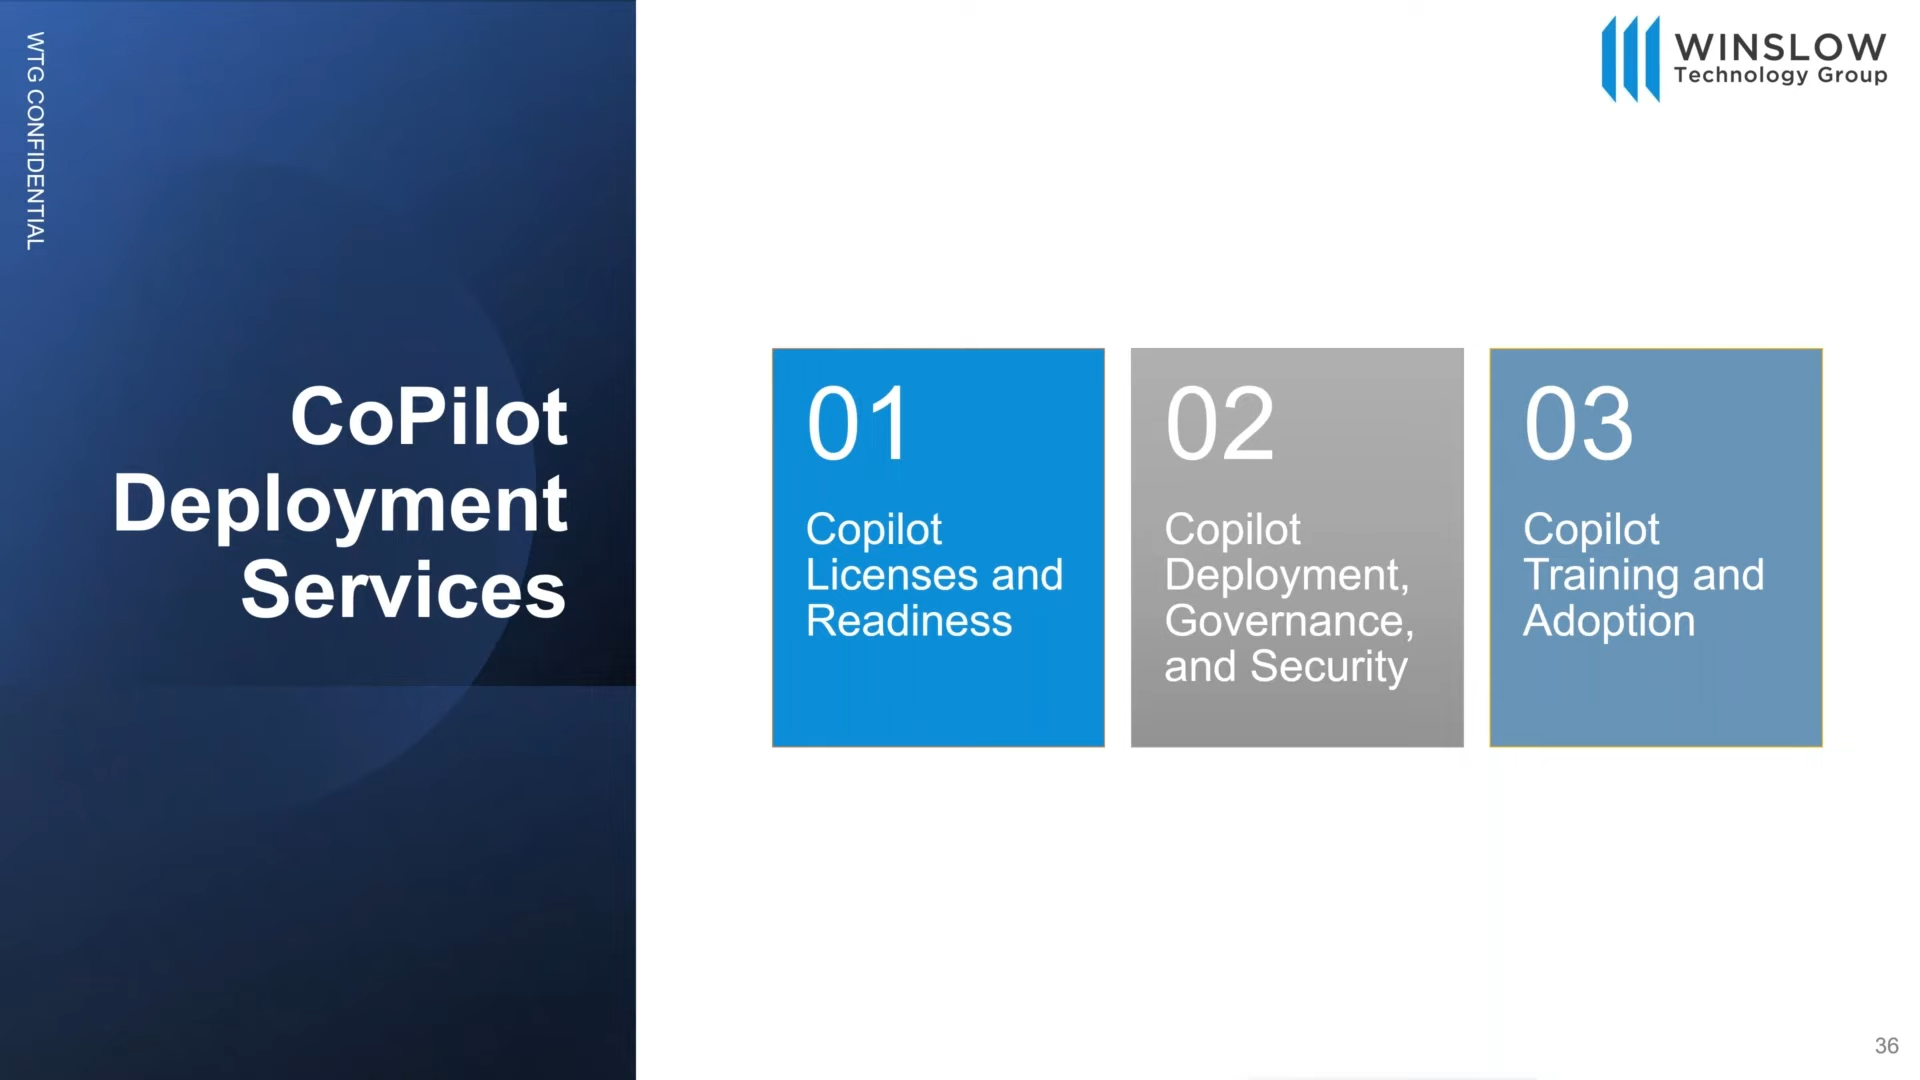 WTG CONFIDENTIAL
WINSLOW
Technology Group
CoPilot
Deployment
Services
01
Copilot
Licenses and
Readiness
02
Copilot
Deployment,
Governance,
and Security
03
Copilot
Training and
Adoption
36